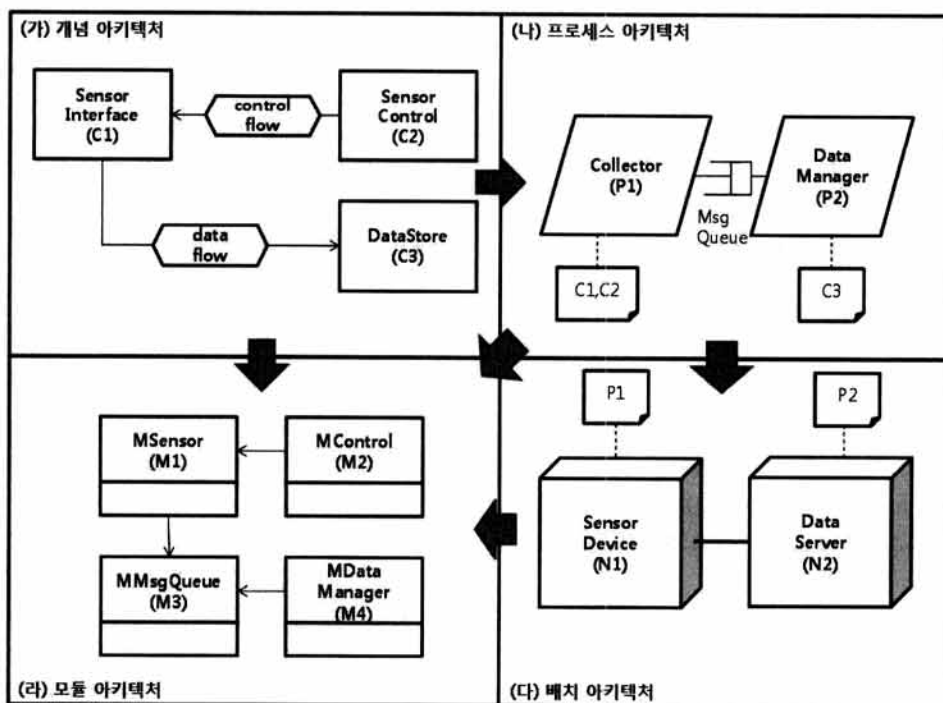 (가) 개념 아키텍처
Sensor
Interface
(C1)
control
flow
Sensor
Control
(C2)
data
flow
DataStore
(C3)
(나) 프로세스 아키텍처
Collector
(P1)
Msg
Queue
Data
Manager
(P2)
C1,C2
C3
MSensor
(M1)
MControl
(M2)
MMsgQueue
(M3)
MData
Manager
(M4)
(라) 모듈 아키텍처
P1
P2
Sensor
Device
(N1)
Data
Server
(N2)
(다) 배치 아키텍처